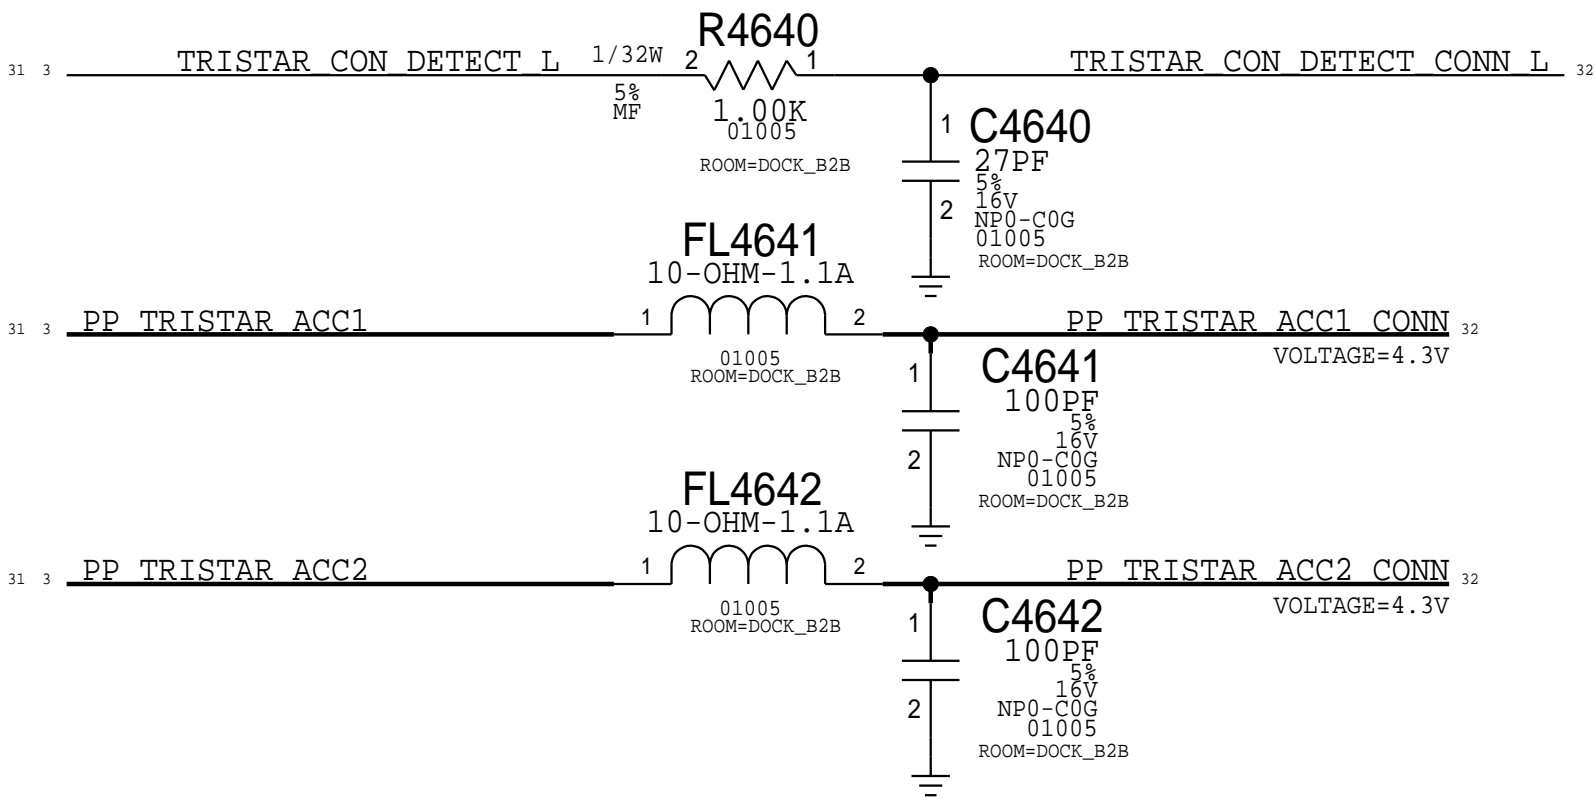 R4640
31 3 TRISTAR_CON_DETECT_L 1/32W 2 1 TRISTAR_CON_DETECT_CONN_L 32
5%
MF
1.00K
01005
ROOM=DOCK_B2B
1 C4640
27PF
5%
16V
2 NP0-C0G
01005
ROOM=DOCK_B2B
FL4641
10-OHM-1.1A
31 3 PP_TRISTAR_ACC1 1 2 PP_TRISTAR_ACC1_CONN 32
VOLTAGE=4.3V
01005
ROOM=DOCK_B2B
1 C4641
100PF
5%
16V
2 NP0-C0G
01005
ROOM=DOCK_B2B
FL4642
10-OHM-1.1A
31 3 PP_TRISTAR_ACC2 1 2 PP_TRISTAR_ACC2_CONN 32
VOLTAGE=4.3V
01005
ROOM=DOCK_B2B
1 C4642
100PF
5%
16V
2 NP0-C0G
01005
ROOM=DOCK_B2B